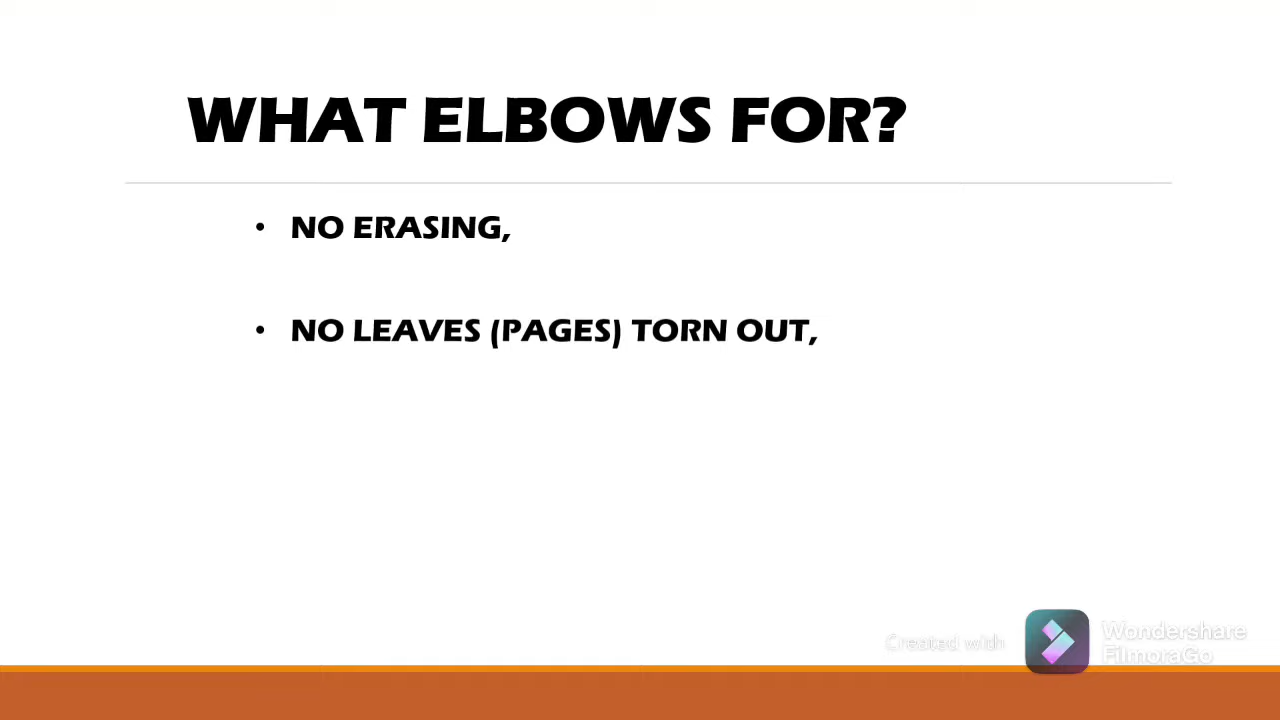 WHAT ELBOWS FOR?
• NO ERASING,
• NO LEAVES (PAGES) TORN OUT,
Created with
Wondershare
FilmoraGo